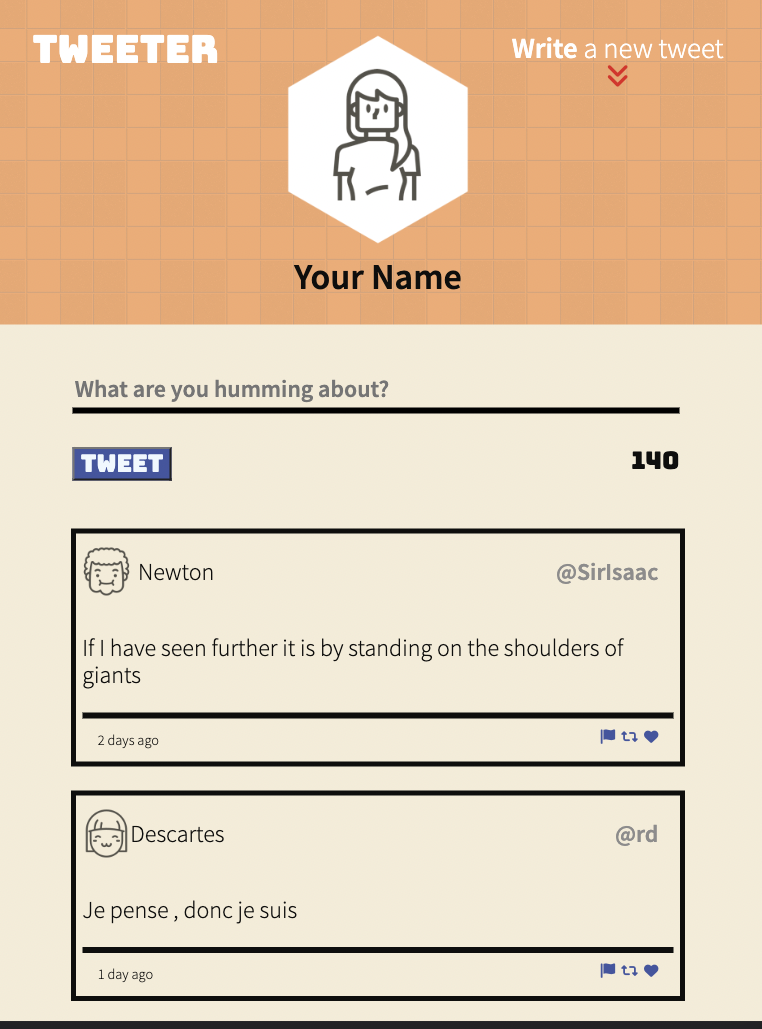 TWEETER
Write a new tweet
Your Name
What are you humming about?
TWEET
140
Newton
@SirIsaac
If I have seen further it is by standing on the shoulders of
giants
2 days ago
Descartes
@rd
Je pense , donc je suis
1 day ago